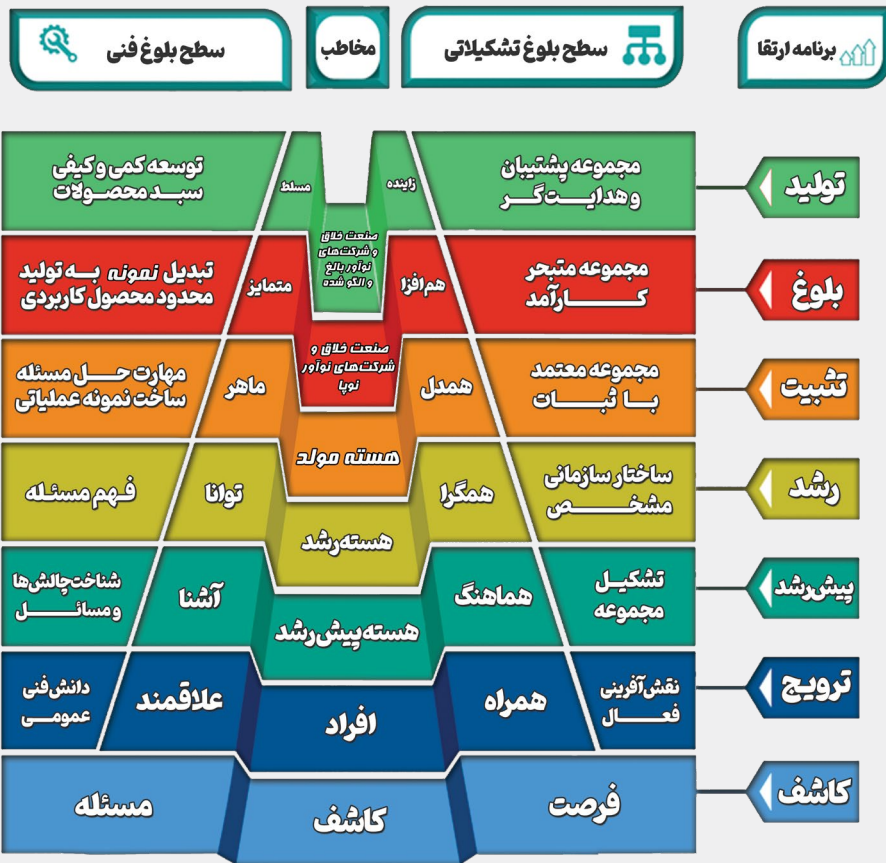 برنامه ارتقا
سطح بلوغ تشکیلاتی
مخاطب
سطح بلوغ فنی
تولید
مجموعه پشتیبان
و هدایت‌گر
زاینده
صنعت خلاق
و شرکت‌های
نوآور بالغ
و الگو شده
مسلط
توسعه کمی و کیفی
سبد محصولات
بلوغ
مجموعه متبحر
کارآمد
هم‌افزا
صنعت خلاق و
شرکت‌های نوآور
نوپا
متمایز
تبدیل نمونه به تولید
محدود محصول کاربردی
تثبیت
مجموعه معتمد
با ثبات
همدل
هسته مولد
ماهر
مهارت حل مسئله
ساخت نمونه عملیاتی
رشد
ساختار سازمانی
مشخص
همگرا
هسته رشد
توانا
فهم مسئله
پیش‌رشد
تشکیل
مجموعه
هماهنگ
هسته پیش‌رشد
آشنا
شناخت چالش‌ها
و مسائل
ترویج
نقش‌آفرینی
فعال
همراه
افراد
علاقمند
دانش فنی
عمومی
کاشف
فرصت
کاشف
مسئله